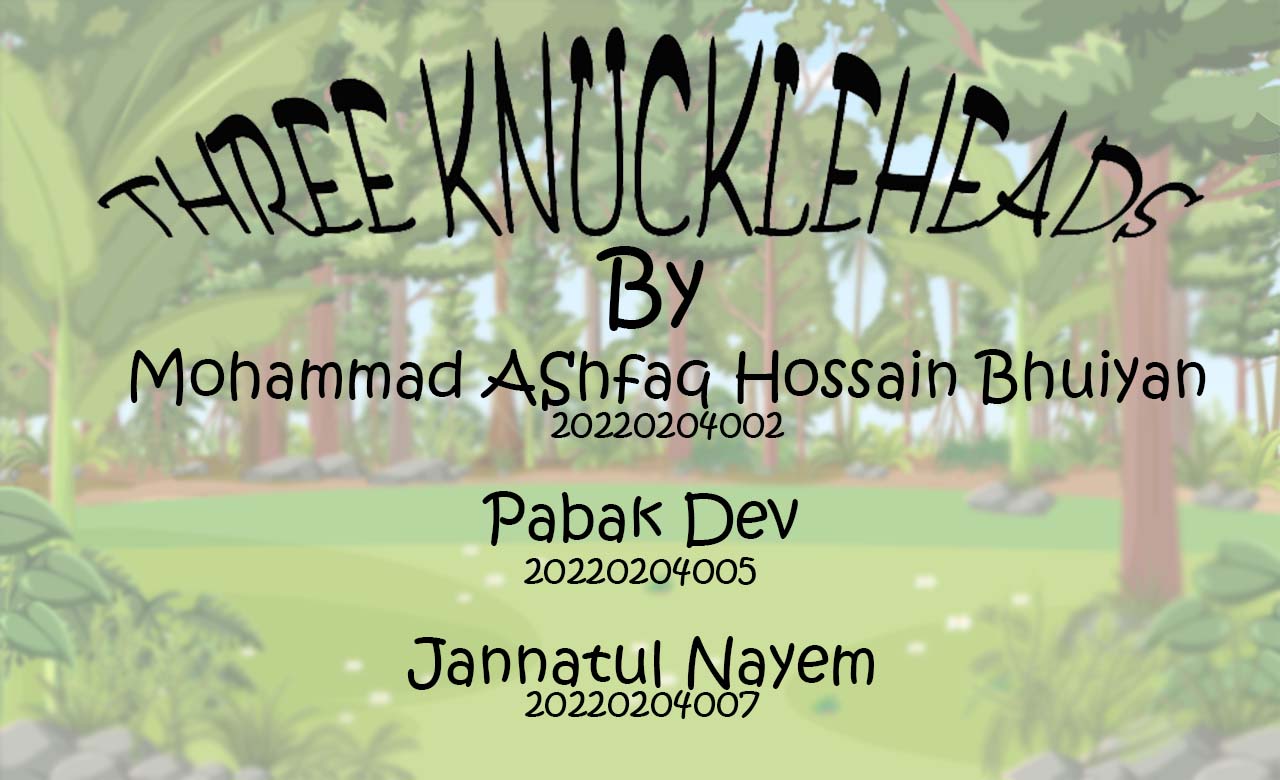 THREE KNUCKLEHEADS
By
Mohammad AShfaq Hossain Bhuiyan
20220204002
Pabak Dev
20220204005
Jannatul Nayem
20220204007